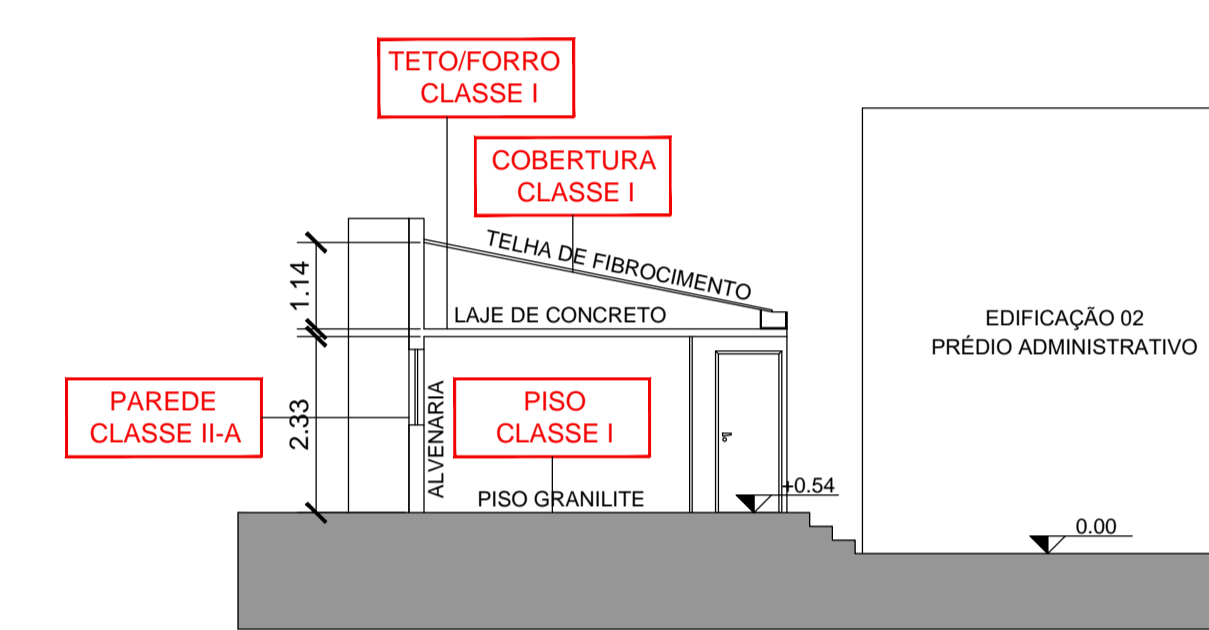 TETO/FORRO
CLASSE I
COBERTURA
CLASSE I
TELHA DE FIBROCIMENTO
1.14
LAJE DE CONCRETO
EDIFICAÇÃO 02
PRÉDIO ADMINISTRATIVO
PAREDE
CLASSE II-A
2.33
ALVENARIA
PISO
CLASSE I
PISO GRANILITE
+0.54
0.00